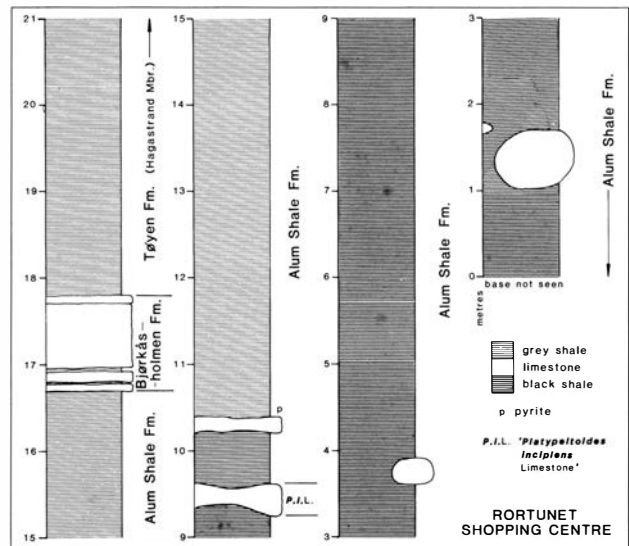 21
20
19
18
17
16
15
Tøyen Fm. (Hagastrand Mbr.)
Bjørkås-
holmen Fm.
Alum Shale Fm.
15
14
13
12
11
10
9
p
P.i.L.
Alum Shale Fm.
9
8
7
6
5
4
3
Alum Shale Fm.
3
2
1
0
metres
base not seen
Alum Shale Fm.
grey shale
limestone
black shale
p pyrite
P.i.L. 'Platypeltoides
incipiens
Limestone'
RORTUNET
SHOPPING CENTRE